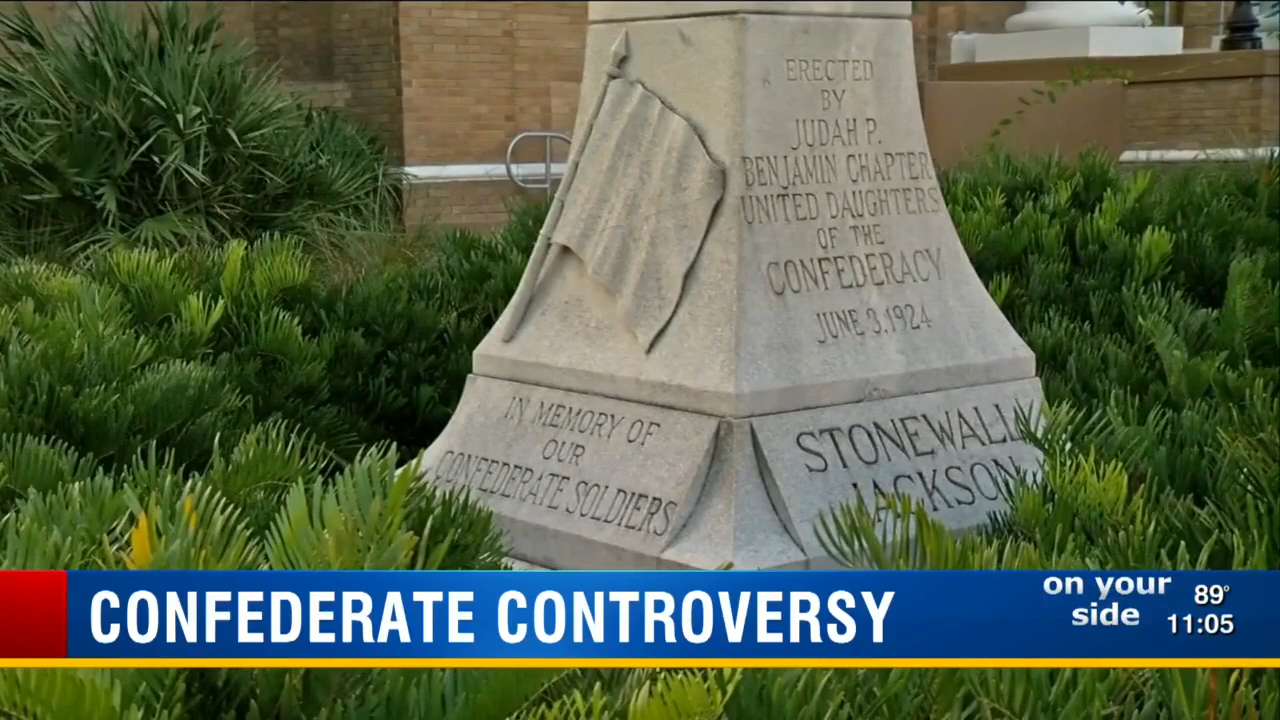 ERECTED
BY
JUDAH P.
BENJAMIN CHAPTER
UNITED DAUGHTERS
OF THE
CONFEDERACY
JUNE 3.1924
IN MEMORY OF
OUR
CONFEDERATE SOLDIERS
STONEWALL
JACKSON
CONFEDERATE CONTROVERSY
on your
side
89°
11:05